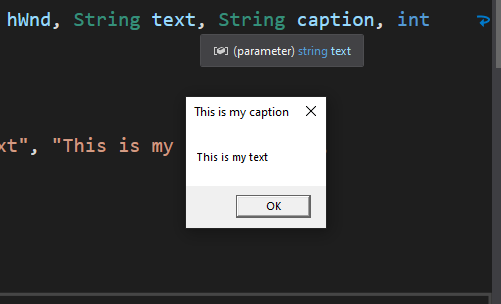 hWnd, String text, String caption, int
(parameter) string text
This is my caption
xt", "This is my
This is my text
OK